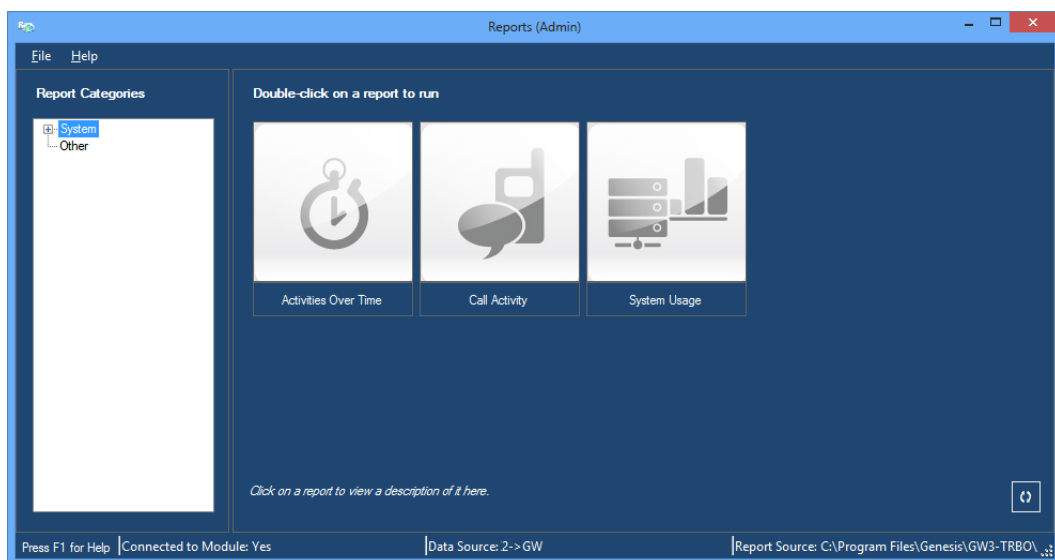 Reports (Admin)
File Help
Report Categories
System
Other
Double-click on a report to run
Activities Over Time
Call Activity
System Usage
Click on a report to view a description of it here.
Press F1 for Help Connected to Module: Yes Data Source: 2->GW Report Source: C:\Program Files\Genesis\GW3-TRBO\